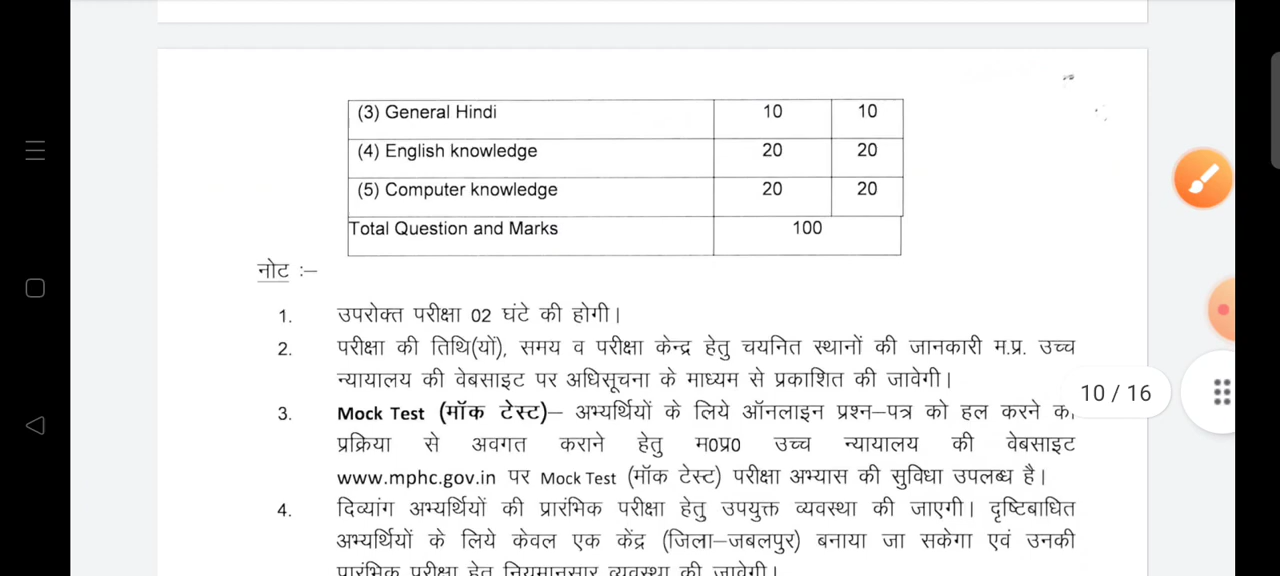 (3) General Hindi 10 10
(4) English knowledge 20 20
(5) Computer knowledge 20 20
Total Question and Marks 100
नोट :–
1. उपरोक्त परीक्षा 02 घंटे की होगी।
2. परीक्षा की तिथि(यों), समय व परीक्षा केन्द्र हेतु चयनित स्थानों की जानकारी म.प्र. उच्च
न्यायालय की वेबसाइट पर अधिसूचना के माध्यम से प्रकाशित की जावेगी।
3. Mock Test (मॉक टेस्ट)– अभ्यर्थियों के लिये ऑनलाइन प्रश्न–पत्र को हल करने की
प्रक्रिया से अवगत कराने हेतु म0प्र0 उच्च न्यायालय की वेबसाइट
www.mphc.gov.in पर Mock Test (मॉक टेस्ट) परीक्षा अभ्यास की सुविधा उपलब्ध है।
4. दिव्यांग अभ्यर्थियों की प्रारंभिक परीक्षा हेतु उपयुक्त व्यवस्था की जाएगी। दृष्टिबाधित
अभ्यर्थियों के लिये केवल एक केंद्र (जिला–जबलपुर) बनाया जा सकेगा एवं उनकी
प्रारंभिक परीक्षा हेतु नियमानुसार व्यवस्था की जावेगी।
10 / 16